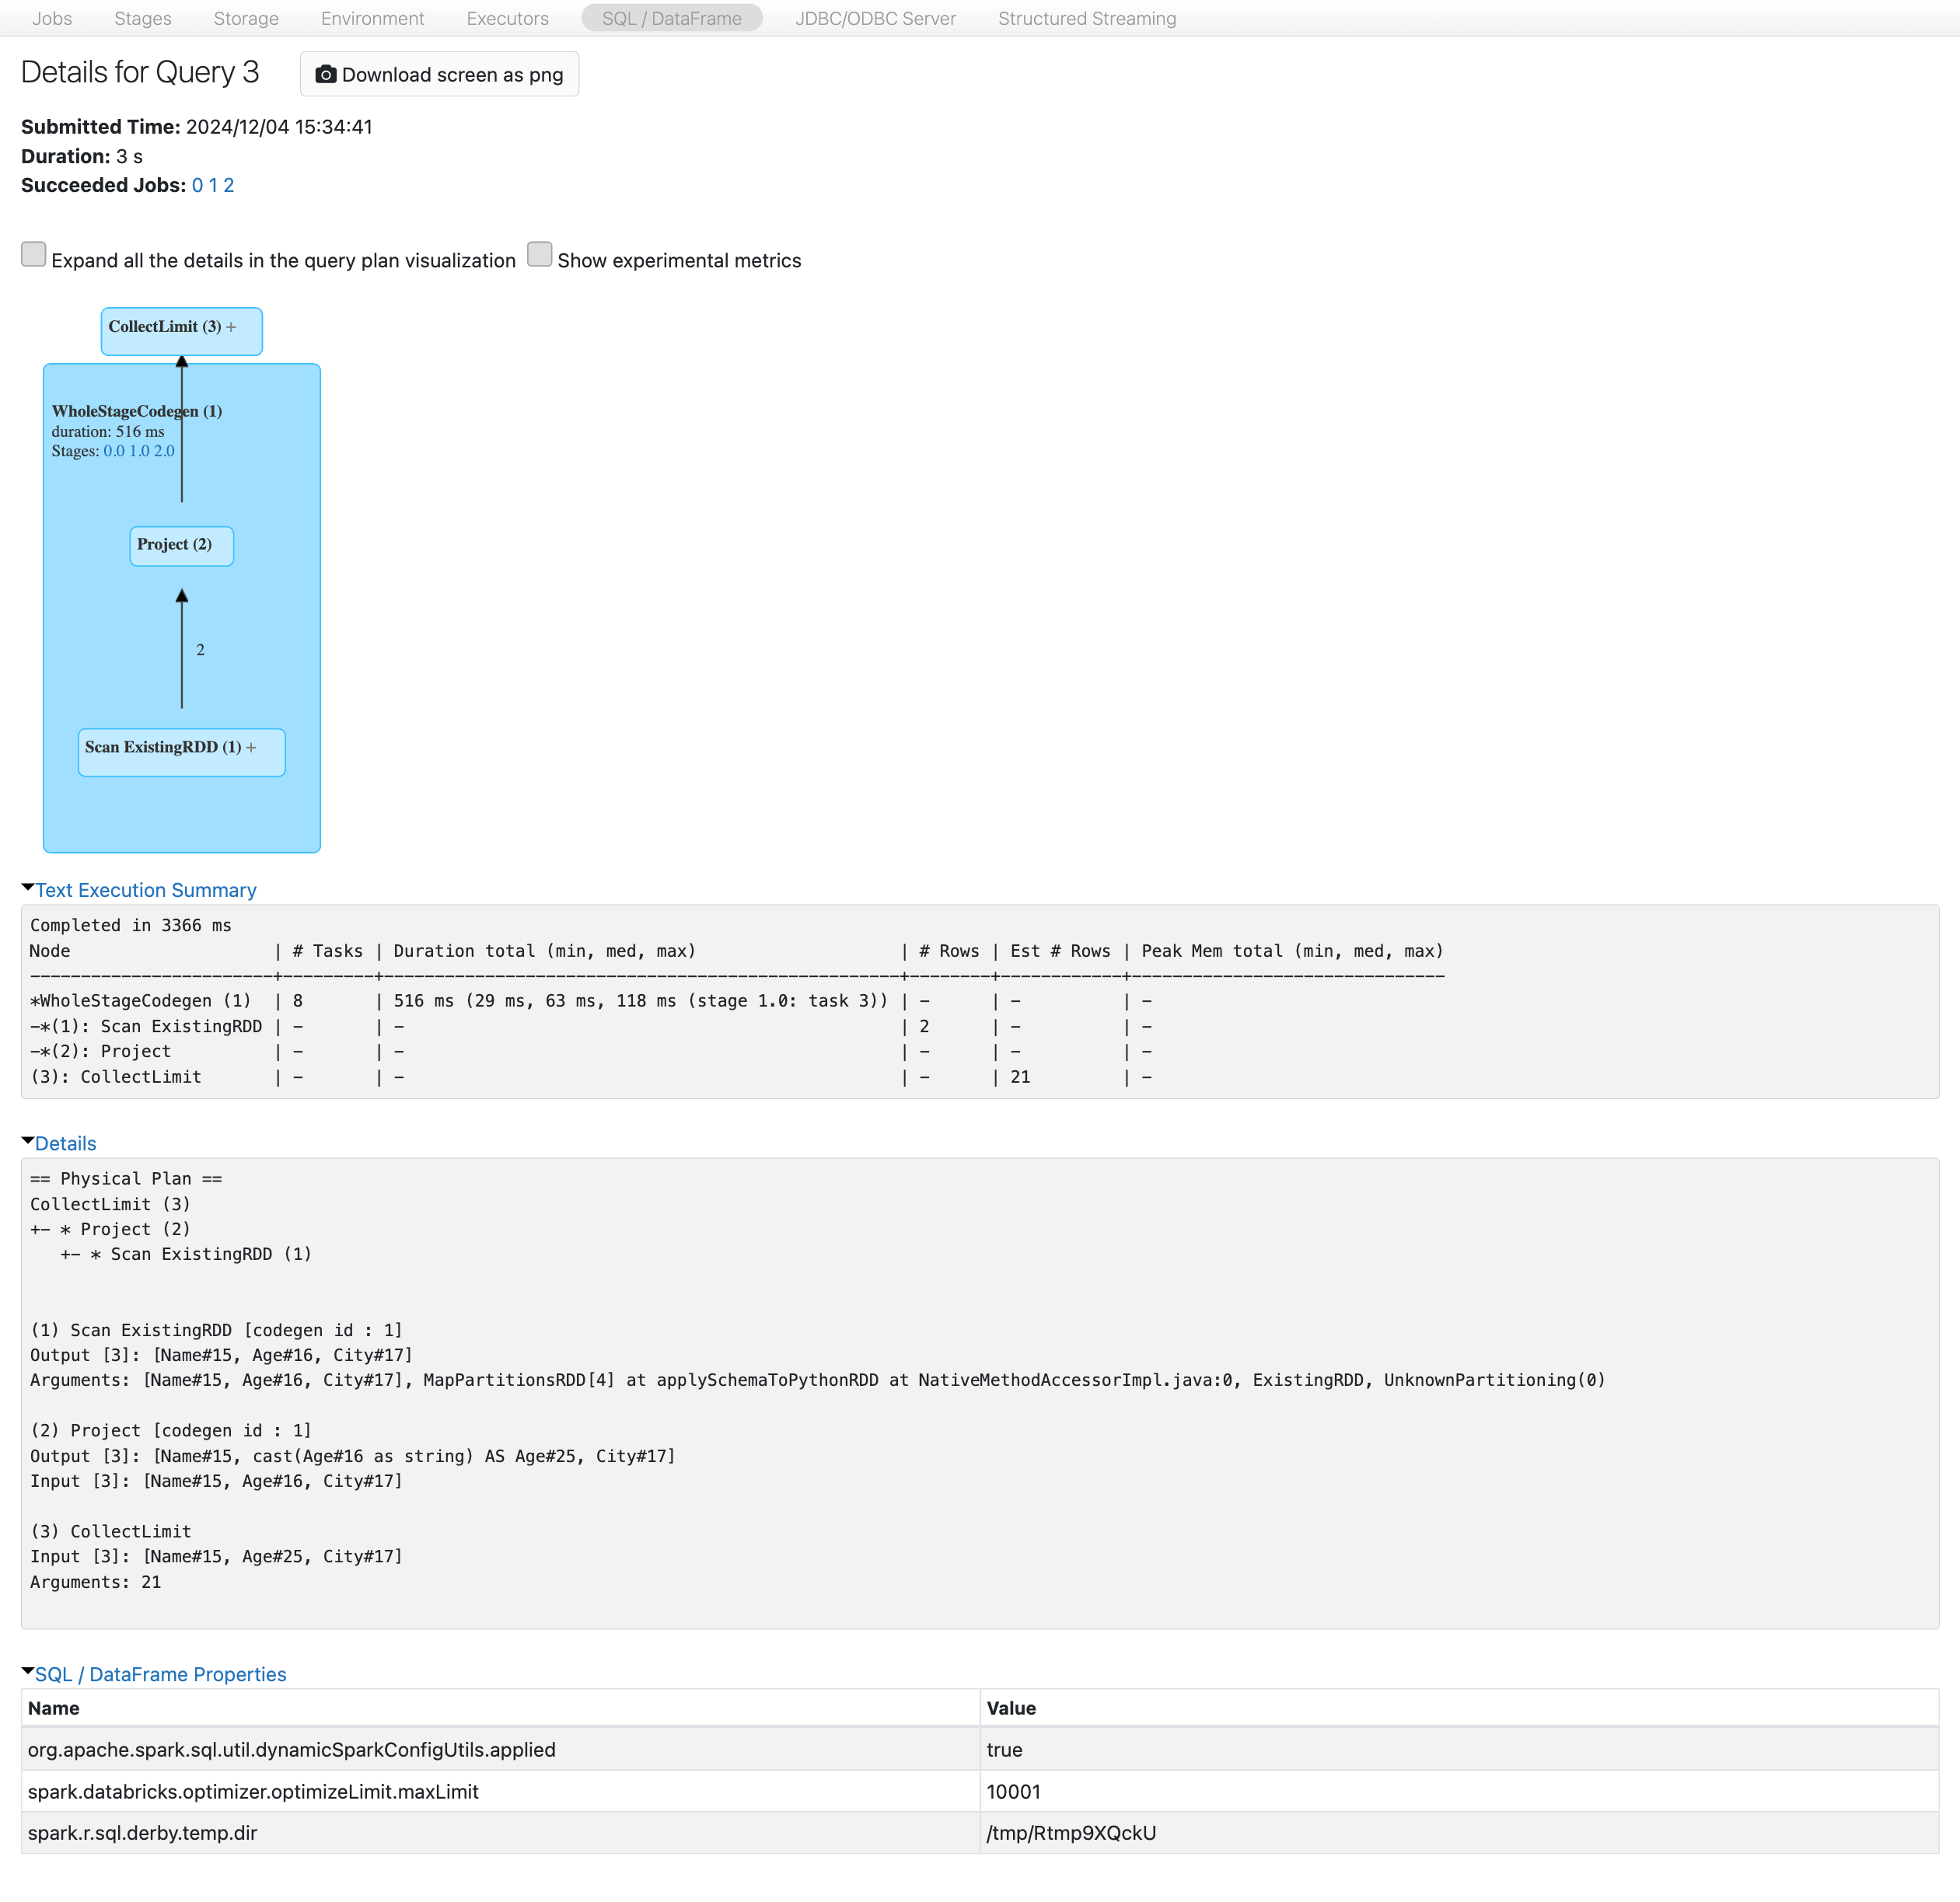 Jobs Stages Storage Environment Executors SQL / DataFrame JDBC/ODBC Server Structured Streaming
Details for Query 3 Download screen as png
Submitted Time: 2024/12/04 15:34:41
Duration: 3 s
Succeeded Jobs: 0 1 2
Expand all the details in the query plan visualization Show experimental metrics
CollectLimit (3) +
WholeStageCodegen (1)
duration: 516 ms
Stages: 0.0 1.0 2.0
Project (2)
2
Scan ExistingRDD (1) +
Text Execution Summary
Completed in 3366 ms
Node                    | # Tasks | Duration total (min, med, max)                     | # Rows | Est # Rows | Peak Mem total (min, med, max)
------------------------+---------+----------------------------------------------------+--------+------------+-------------------------------
*WholeStageCodegen (1)  | 8       | 516 ms (29 ms, 63 ms, 118 ms (stage 1.0: task 3)) | -      | -          | -
-*(1): Scan ExistingRDD | -       | -                                                  | 2      | -          | -
-*(2): Project          | -       | -                                                  | -      | -          | -
(3): CollectLimit       | -       | -                                                  | -      | 21         | -
Details
== Physical Plan ==
CollectLimit (3)
+- * Project (2)
   +- * Scan ExistingRDD (1)
(1) Scan ExistingRDD [codegen id : 1]
Output [3]: [Name#15, Age#16, City#17]
Arguments: [Name#15, Age#16, City#17], MapPartitionsRDD[4] at applySchemaToPythonRDD at NativeMethodAccessorImpl.java:0, ExistingRDD, UnknownPartitioning(0)
(2) Project [codegen id : 1]
Output [3]: [Name#15, cast(Age#16 as string) AS Age#25, City#17]
Input [3]: [Name#15, Age#16, City#17]
(3) CollectLimit
Input [3]: [Name#15, Age#25, City#17]
Arguments: 21
SQL / DataFrame Properties
Name Value
org.apache.spark.sql.util.dynamicSparkConfigUtils.applied true
spark.databricks.optimizer.optimizeLimit.maxLimit 10001
spark.r.sql.derby.temp.dir /tmp/Rtmp9XQckU